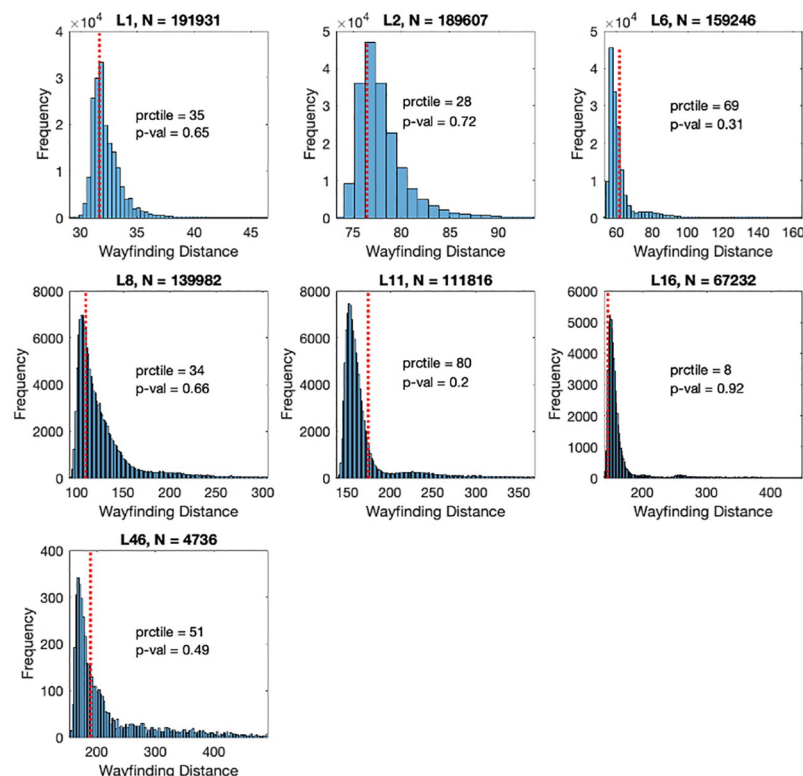 L1, N = 191931
×10⁴
4
3
2
1
0
Frequency
prctile = 35
p-val = 0.65
30 35 40 45
Wayfinding Distance
L2, N = 189607
×10⁴
5
4
3
2
1
0
Frequency
prctile = 28
p-val = 0.72
75 80 85 90
Wayfinding Distance
L6, N = 159246
×10⁴
5
4
3
2
1
0
Frequency
prctile = 69
p-val = 0.31
60 80 100 120 140 160
Wayfinding Distance
L8, N = 139982
8000
6000
4000
2000
0
Frequency
prctile = 34
p-val = 0.66
100 150 200 250 300
Wayfinding Distance
L11, N = 111816
8000
6000
4000
2000
0
Frequency
prctile = 80
p-val = 0.2
150 200 250 300 350
Wayfinding Distance
L16, N = 67232
6000
5000
4000
3000
2000
1000
0
Frequency
prctile = 8
p-val = 0.92
200 300 400
Wayfinding Distance
L46, N = 4736
400
300
200
100
0
Frequency
prctile = 51
p-val = 0.49
200 300 400
Wayfinding Distance